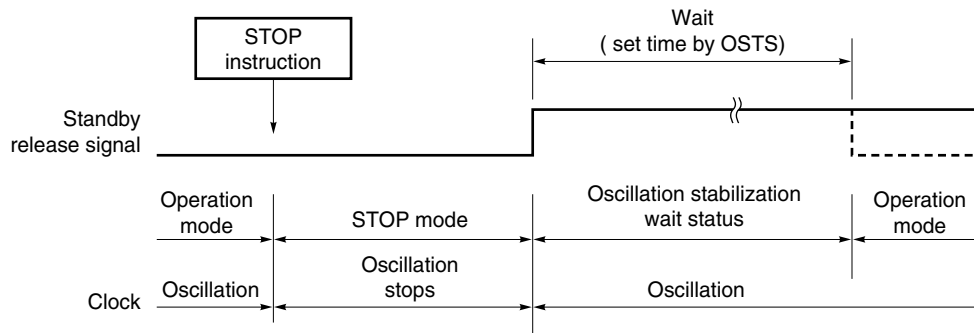 Wait
( set time by OSTS)
STOP
instruction
Standby
release signal
Operation
mode
STOP mode
Oscillation stabilization
wait status
Operation
mode
Clock
Oscillation
Oscillation
stops
Oscillation